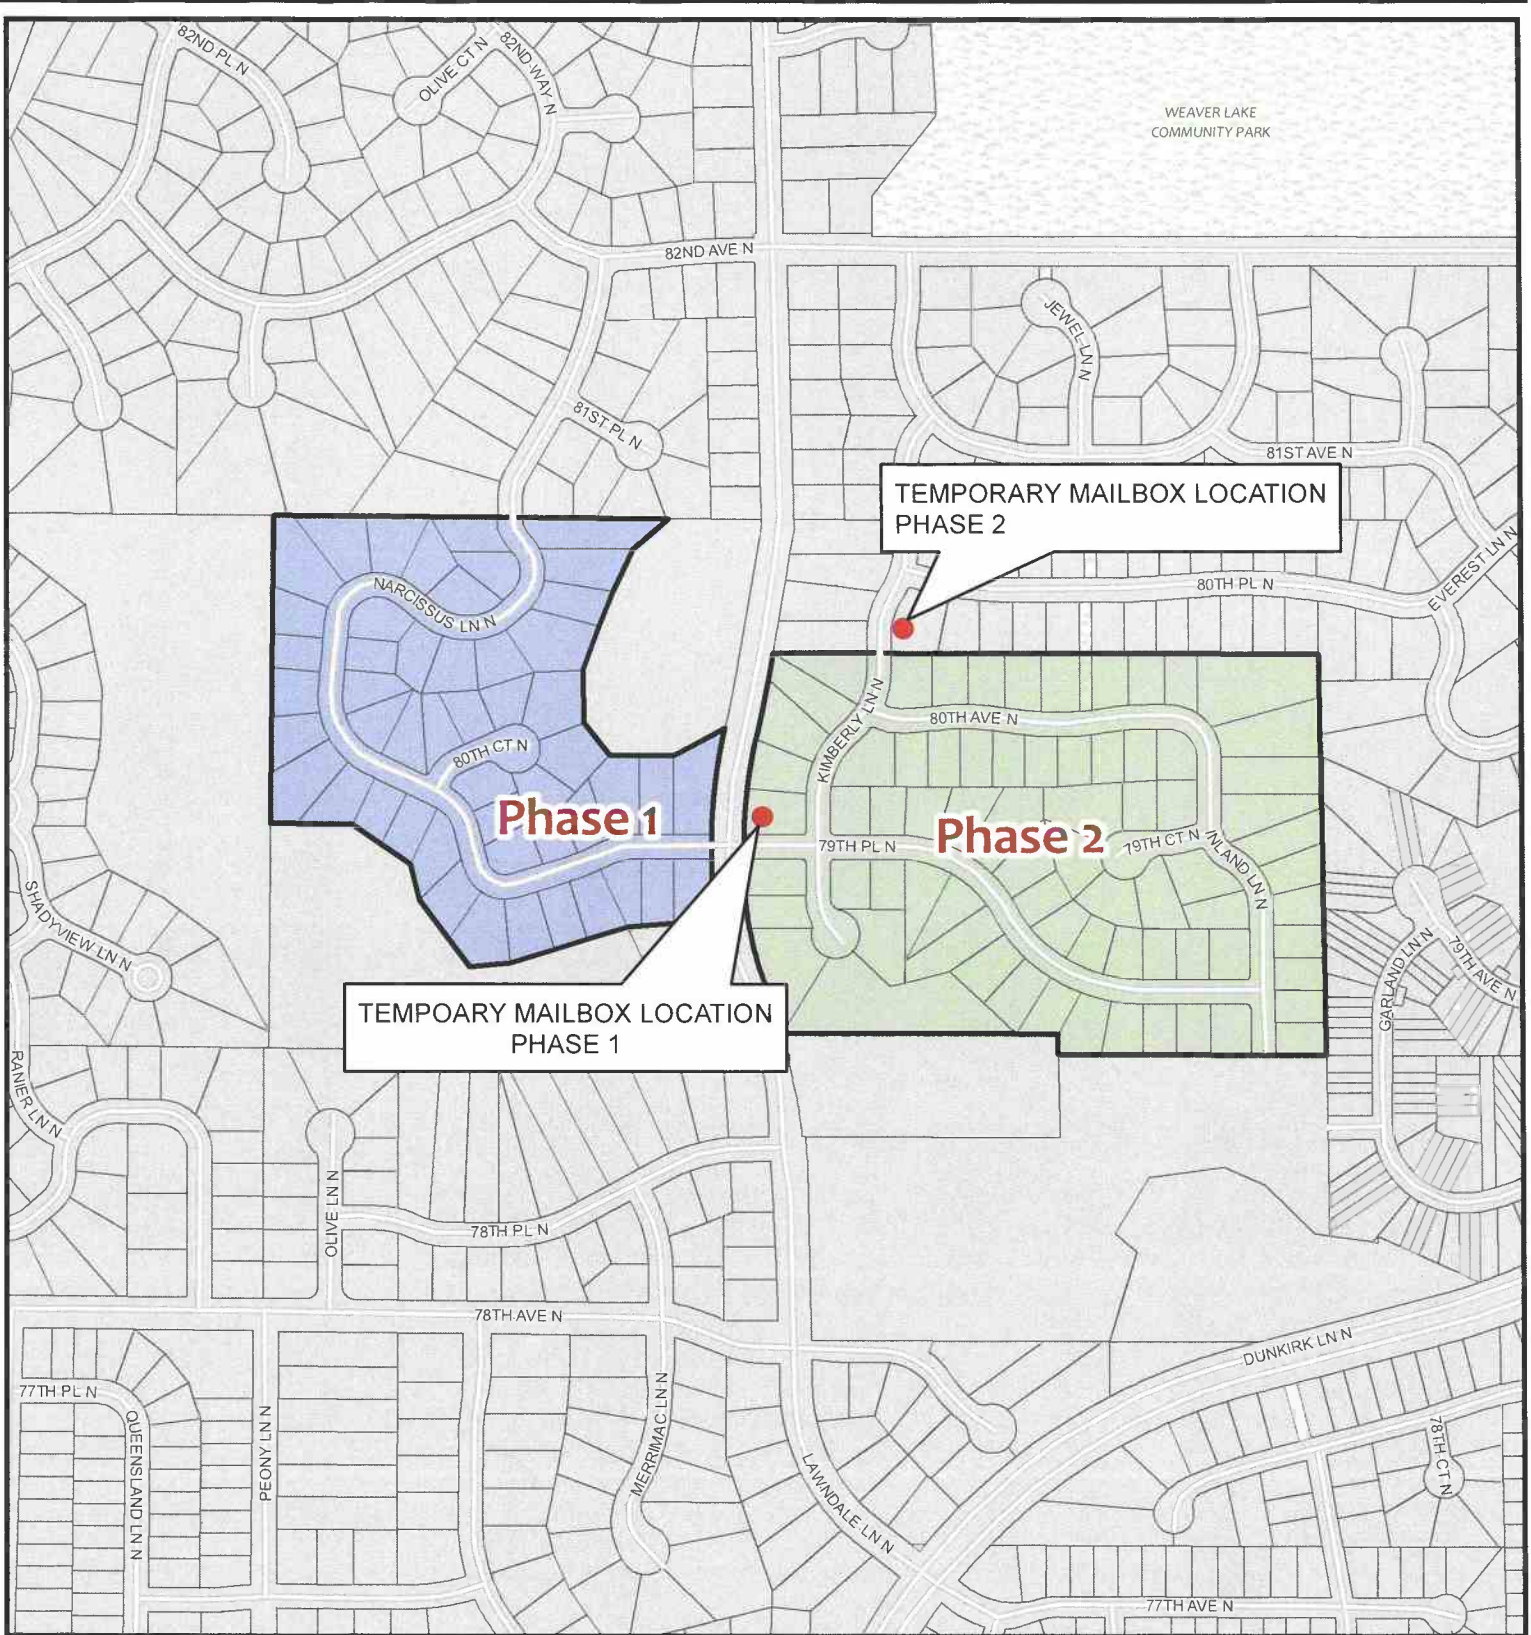 82ND PL N
OLIVE CT N
82ND WAY N
WEAVER LAKE
COMMUNITY PARK
82ND AVE N
JEWEL LN N
81ST PL N
81ST AVE N
TEMPORARY MAILBOX LOCATION
PHASE 2
EVEREST LN N
80TH PL N
NARCISSUS LN N
KIMBERLY LN N
80TH AVE N
80TH CT N
Phase 1
Phase 2
79TH PL N
79TH CT N
INLAND LN N
SHADYVIEW LN N
GARLAND LN N
79TH AVE N
TEMPOARY MAILBOX LOCATION
PHASE 1
RANIER LN N
OLIVE LN N
78TH PL N
78TH AVE N
DUNKIRK LN N
77TH PL N
QUEENSLAND LN N
PEONY LN N
MERRIMAC LN N
LAWNDALE LN N
78TH CT N
77TH AVE N